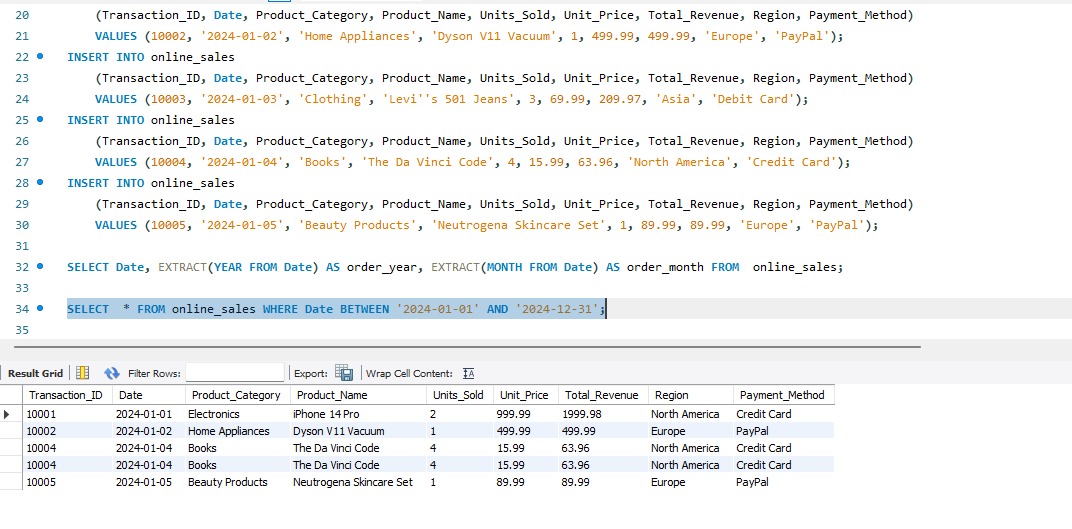 20 (Transaction_ID, Date, Product_Category, Product_Name, Units_Sold, Unit_Price, Total_Revenue, Region, Payment_Method)
21 VALUES (10002, '2024-01-02', 'Home Appliances', 'Dyson V11 Vacuum', 1, 499.99, 499.99, 'Europe', 'PayPal');
22 INSERT INTO online_sales
23 (Transaction_ID, Date, Product_Category, Product_Name, Units_Sold, Unit_Price, Total_Revenue, Region, Payment_Method)
24 VALUES (10003, '2024-01-03', 'Clothing', 'Levi''s 501 Jeans', 3, 69.99, 209.97, 'Asia', 'Debit Card');
25 INSERT INTO online_sales
26 (Transaction_ID, Date, Product_Category, Product_Name, Units_Sold, Unit_Price, Total_Revenue, Region, Payment_Method)
27 VALUES (10004, '2024-01-04', 'Books', 'The Da Vinci Code', 4, 15.99, 63.96, 'North America', 'Credit Card');
28 INSERT INTO online_sales
29 (Transaction_ID, Date, Product_Category, Product_Name, Units_Sold, Unit_Price, Total_Revenue, Region, Payment_Method)
30 VALUES (10005, '2024-01-05', 'Beauty Products', 'Neutrogena Skincare Set', 1, 89.99, 89.99, 'Europe', 'PayPal');
31
32 SELECT Date, EXTRACT(YEAR FROM Date) AS order_year, EXTRACT(MONTH FROM Date) AS order_month FROM  online_sales;
33
34 SELECT  * FROM online_sales WHERE Date BETWEEN '2024-01-01' AND '2024-12-31';
35
Result Grid Filter Rows: Export: Wrap Cell Content: IA
Transaction_ID Date Product_Category Product_Name Units_Sold Unit_Price Total_Revenue Region Payment_Method
10001 2024-01-01 Electronics iPhone 14 Pro 2 999.99 1999.98 North America Credit Card
10002 2024-01-02 Home Appliances Dyson V11 Vacuum 1 499.99 499.99 Europe PayPal
10004 2024-01-04 Books The Da Vinci Code 4 15.99 63.96 North America Credit Card
10004 2024-01-04 Books The Da Vinci Code 4 15.99 63.96 North America Credit Card
10005 2024-01-05 Beauty Products Neutrogena Skincare Set 1 89.99 89.99 Europe PayPal